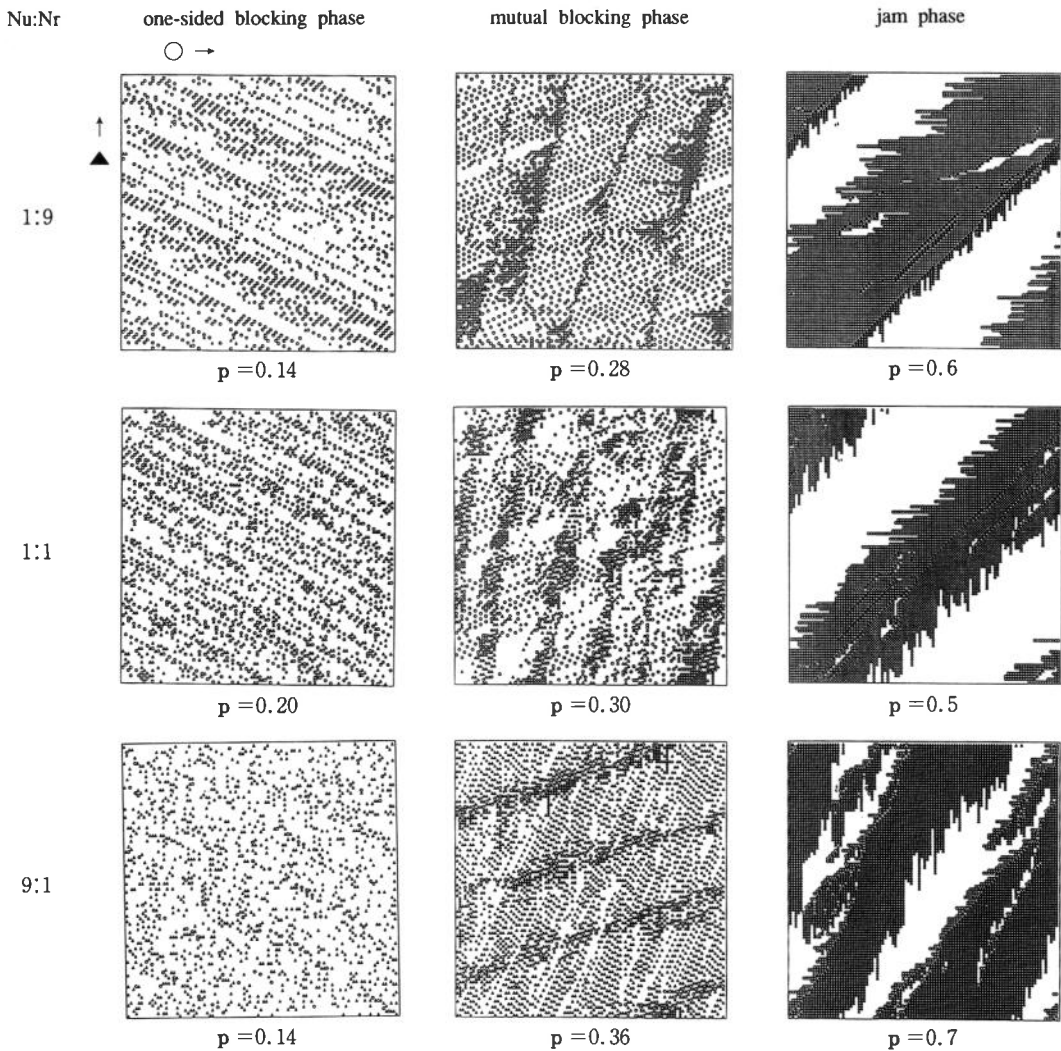 Nu:Nr one-sided blocking phase mutual blocking phase jam phase
1:9
p=0.14 p=0.28 p=0.6
1:1
p=0.20 p=0.30 p=0.5
9:1
p=0.14 p=0.36 p=0.7